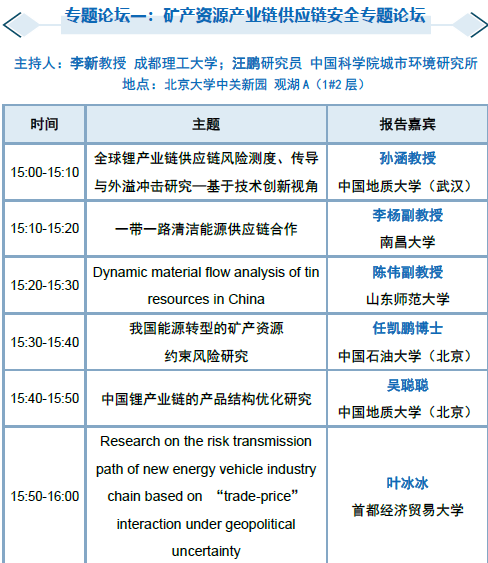 专题论坛一：矿产资源产业链供应链安全专题论坛
主持人：李新教授 成都理工大学；汪鹏研究员 中国科学院城市环境研究所
地点：北京大学中关新园 观湖A（1#2层）
时间 主题 报告嘉宾
15:00-15:10
全球锂产业链供应链风险测度、传导
与外溢冲击研究—基于技术创新视角
孙涵教授
中国地质大学（武汉）
15:10-15:20
一带一路清洁能源供应链合作
李杨副教授
南昌大学
15:20-15:30
Dynamic material flow analysis of tin
resources in China
陈伟副教授
山东师范大学
15:30-15:40
我国能源转型的矿产资源
约束风险研究
任凯鹏博士
中国石油大学（北京）
15:40-15:50
中国锂产业链的产品结构优化研究
吴聪聪
中国地质大学（北京）
15:50-16:00
Research on the risk transmission
path of new energy vehicle industry
chain based on “trade-price”
interaction under geopolitical
uncertainty
叶冰冰
首都经济贸易大学